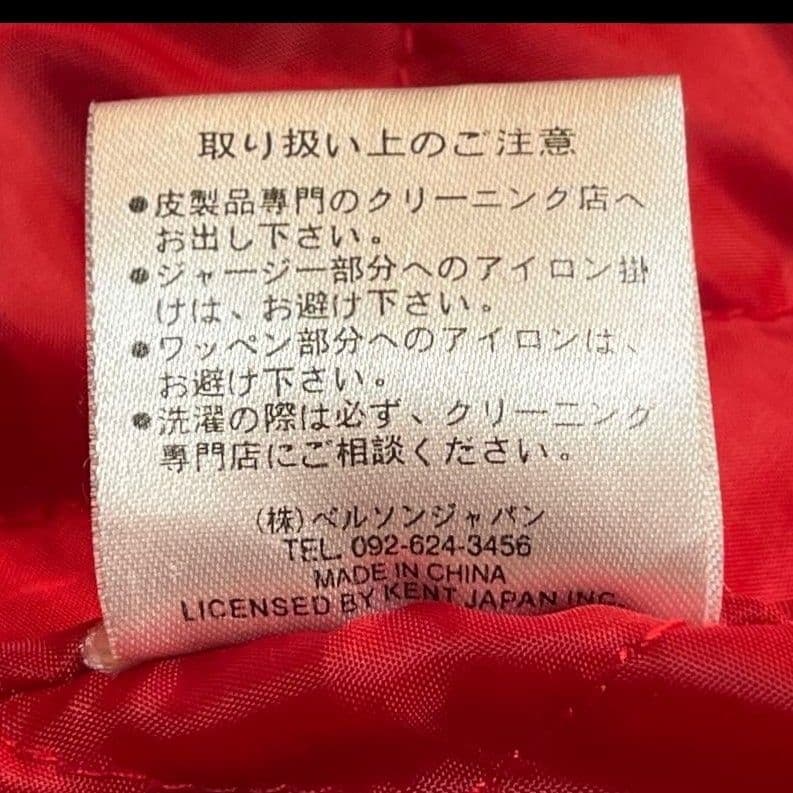 取り扱い上のご注意
●皮製品專門のクリーニング店へ
お出し下さい。
●ジャージー部分へのアイロン掛
けは、お避け下さい。
●ワッペン部分へのアイロンは、
お避け下さい。
●洗濯の際は必ず、クリーニング
専門店にご相談ください。
(株)ベルソンジャパン
TEL. 092-624-3456
MADE IN CHINA
LICENSED BY KENT JAPAN INC.